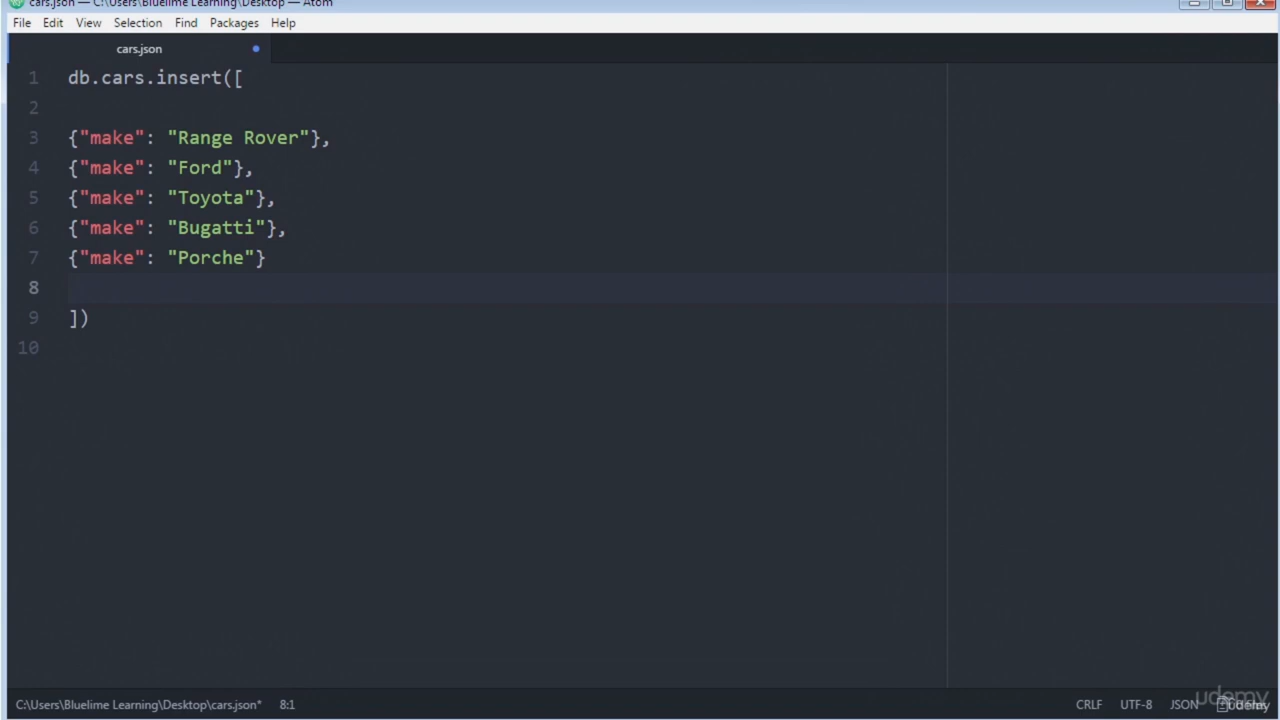 cars.json — C:\Users\Bluelime Learning\Desktop — Atom
File Edit View Selection Find Packages Help
cars.json
1 db.cars.insert([
2
3 {"make": "Range Rover"},
4 {"make": "Ford"},
5 {"make": "Toyota"},
6 {"make": "Bugatti"},
7 {"make": "Porche"}
8
9 ])
10
C:\Users\Bluelime Learning\Desktop\cars.json* 8:1 CRLF UTF-8 JSON
udemy